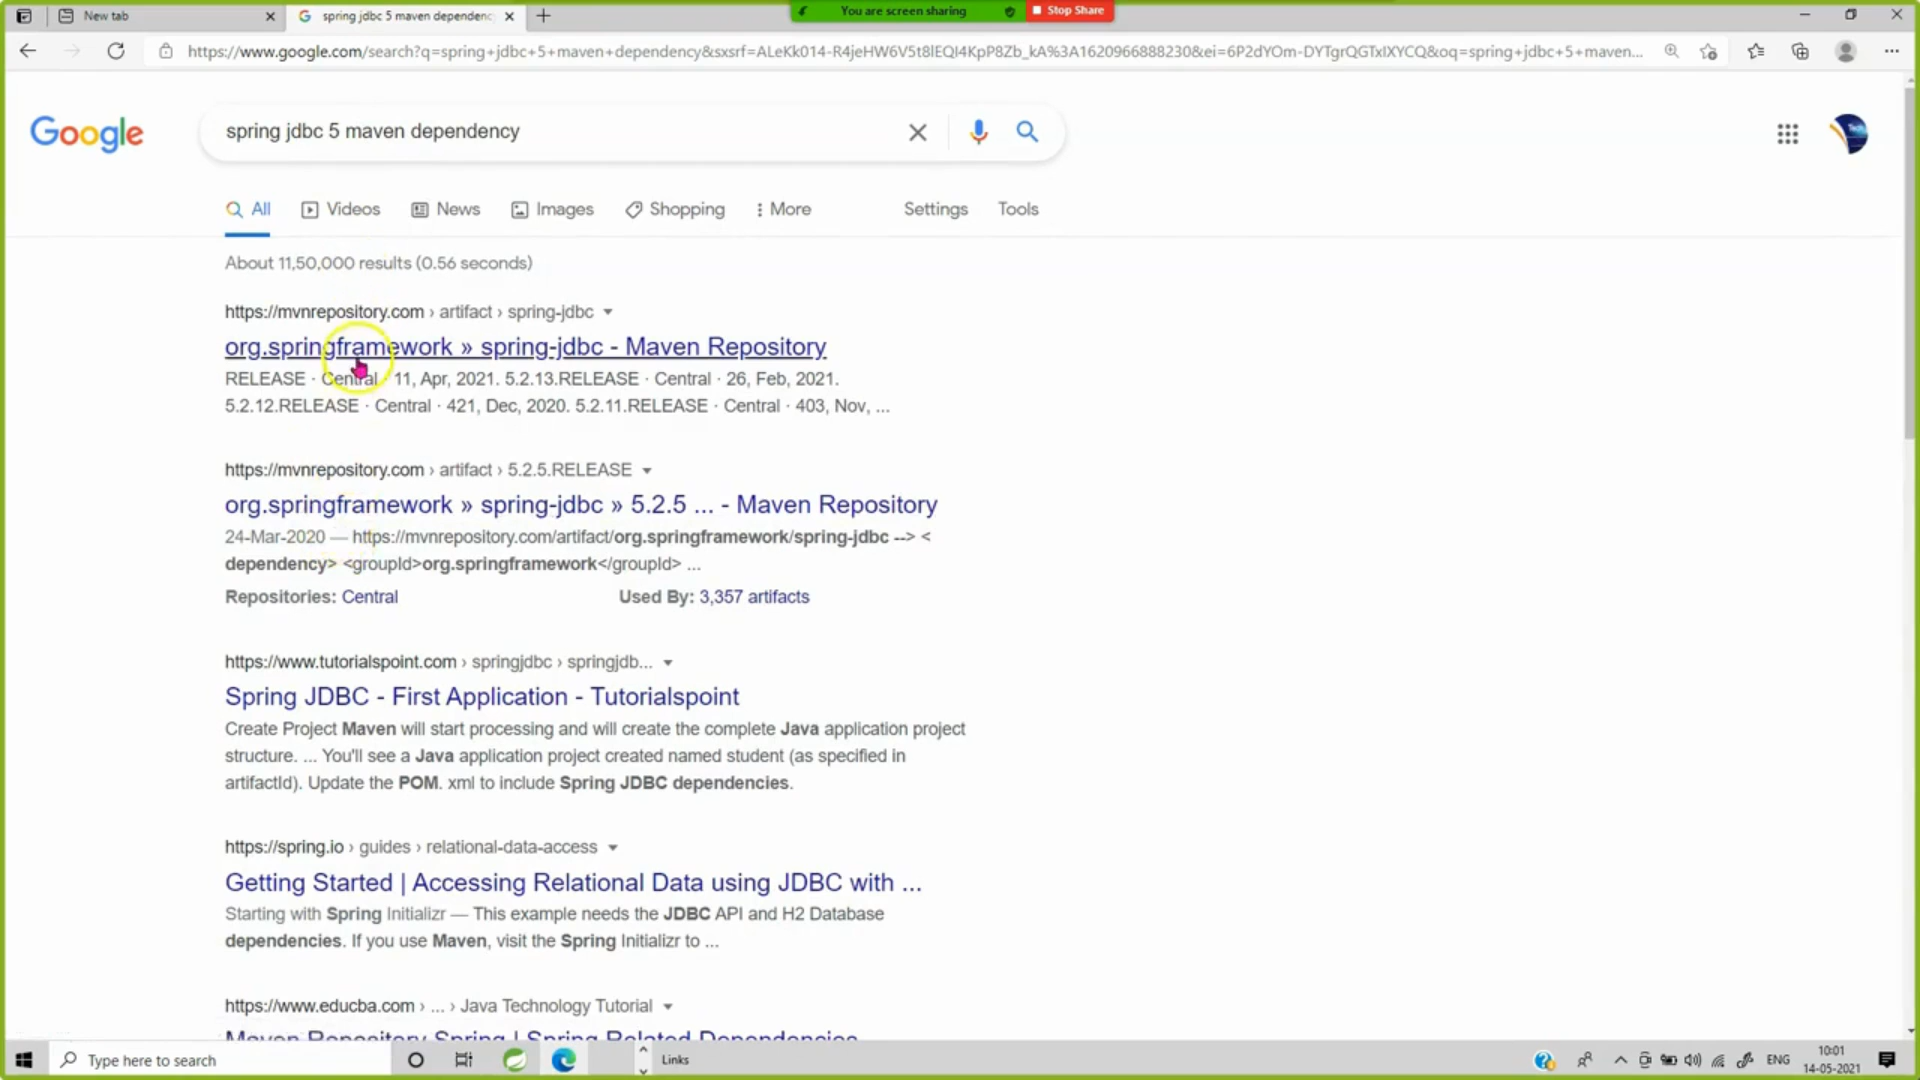 New tab
spring jdbc 5 maven dependency
You are screen sharing
Stop Share
https://www.google.com/search?q=spring+jdbc+5+maven+dependency&sxsrf=ALeKk014-R4jeHW6V5t8lEQI4KpP8Zb_kA%3A1620966888230&ei=6P2dYOm-DYTgrQGTxIXYCQ&oq=spring+jdbc+5+maven...
Google
spring jdbc 5 maven dependency
All
Videos
News
Images
Shopping
More
Settings
Tools
About 11,50,000 results (0.56 seconds)
https://mvnrepository.com › artifact › spring-jdbc
org.springframework » spring-jdbc - Maven Repository
RELEASE · Central · 11, Apr, 2021. 5.2.13.RELEASE · Central · 26, Feb, 2021.
5.2.12.RELEASE · Central · 421, Dec, 2020. 5.2.11.RELEASE · Central · 403, Nov, ...
https://mvnrepository.com › artifact › 5.2.5.RELEASE
org.springframework » spring-jdbc » 5.2.5 ... - Maven Repository
24-Mar-2020 — https://mvnrepository.com/artifact/org.springframework/spring-jdbc --> <
dependency> <groupId>org.springframework</groupId> ...
Repositories: Central
Used By: 3,357 artifacts
https://www.tutorialspoint.com › springjdbc › springjdb...
Spring JDBC - First Application - Tutorialspoint
Create Project Maven will start processing and will create the complete Java application project
structure. ... You'll see a Java application project created named student (as specified in
artifactId). Update the POM. xml to include Spring JDBC dependencies.
https://spring.io › guides › relational-data-access
Getting Started | Accessing Relational Data using JDBC with ...
Starting with Spring Initializr — This example needs the JDBC API and H2 Database
dependencies. If you use Maven, visit the Spring Initializr to ...
https://www.educba.com › ... › Java Technology Tutorial
Maven Repository Spring | Spring Related Dependencies
Type here to search
Links
ENG
10:01
14-05-2021